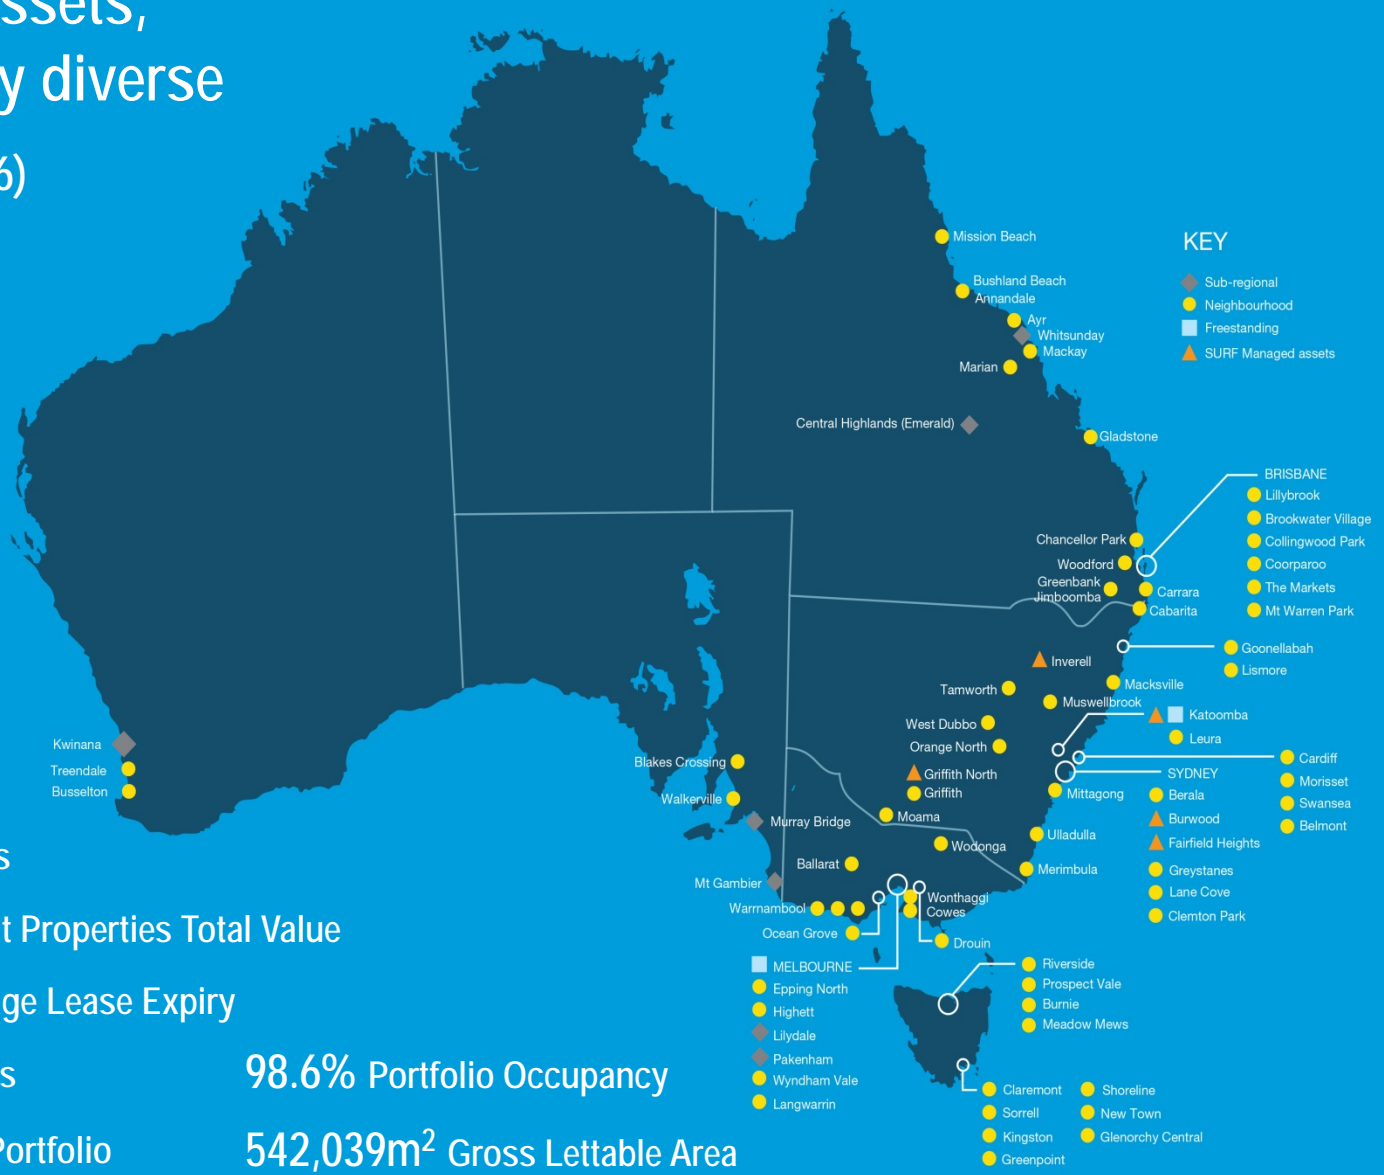 ssets,
y diverse
%)
Mission Beach
Bushland Beach
Annandale
Ayr
Whitsunday
Mackay
Marian
Central Highlands (Emerald)
Gladstone
KEY
Sub-regional
Neighbourhood
Freestanding
SURF Managed assets
BRISBANE
Lillybrook
Brookwater Village
Collingwood Park
Coorparoo
The Markets
Mt Warren Park
Chancellor Park
Woodford
Greenbank
Jimboomba
Carrara
Cabarita
Goonellabah
Lismore
Inverell
Tamworth
Macksville
Muswellbrook
West Dubbo
Orange North
Katoomba
Leura
Griffith North
Griffith
Cardiff
Morisset
Swansea
Belmont
SYDNEY
Berala
Burwood
Fairfield Heights
Greystanes
Lane Cove
Clemton Park
Mittagong
Moama
Ulladulla
Wodonga
Merimbula
Kwinana
Treendale
Busselton
Blakes Crossing
Walkerville
Murray Bridge
Ballarat
Mt Gambier
Warrnambool
Wonthaggi
Cowes
Ocean Grove
Drouin
MELBOURNE
Epping North
Highett
Lilydale
Pakenham
Wyndham Vale
Langwarrin
Riverside
Prospect Vale
Burnie
Meadow Mews
Claremont
Sorrell
Kingston
Greenpoint
Shoreline
New Town
Glenorchy Central
s
t Properties Total Value
ge Lease Expiry
s
98.6% Portfolio Occupancy
Portfolio
542,039m² Gross Lettable Area